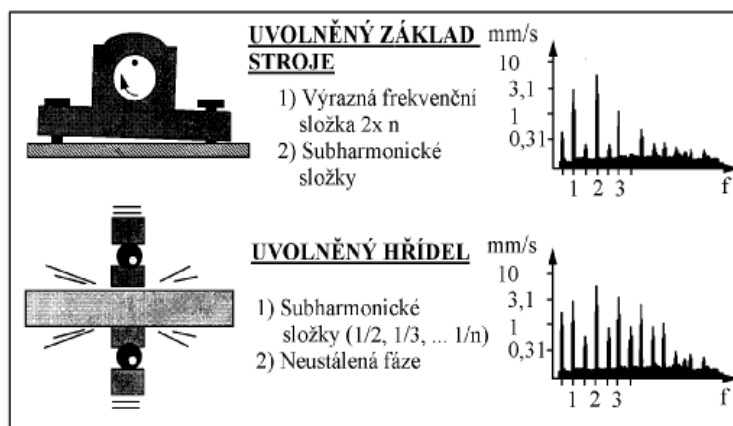 UVOLNĚNÝ ZÁKLAD
STROJE
1) Výrazná frekvenční
složka 2x n
2) Subharmonické
složky
mm/s
10
3,1
1
0,31
1 2 3
f
UVOLNĚNÝ HŘÍDEL
1) Subharmonické
složky (1/2, 1/3, ... 1/n)
2) Neustálená fáze
mm/s
10
3,1
1
0,31
1 2 3
f